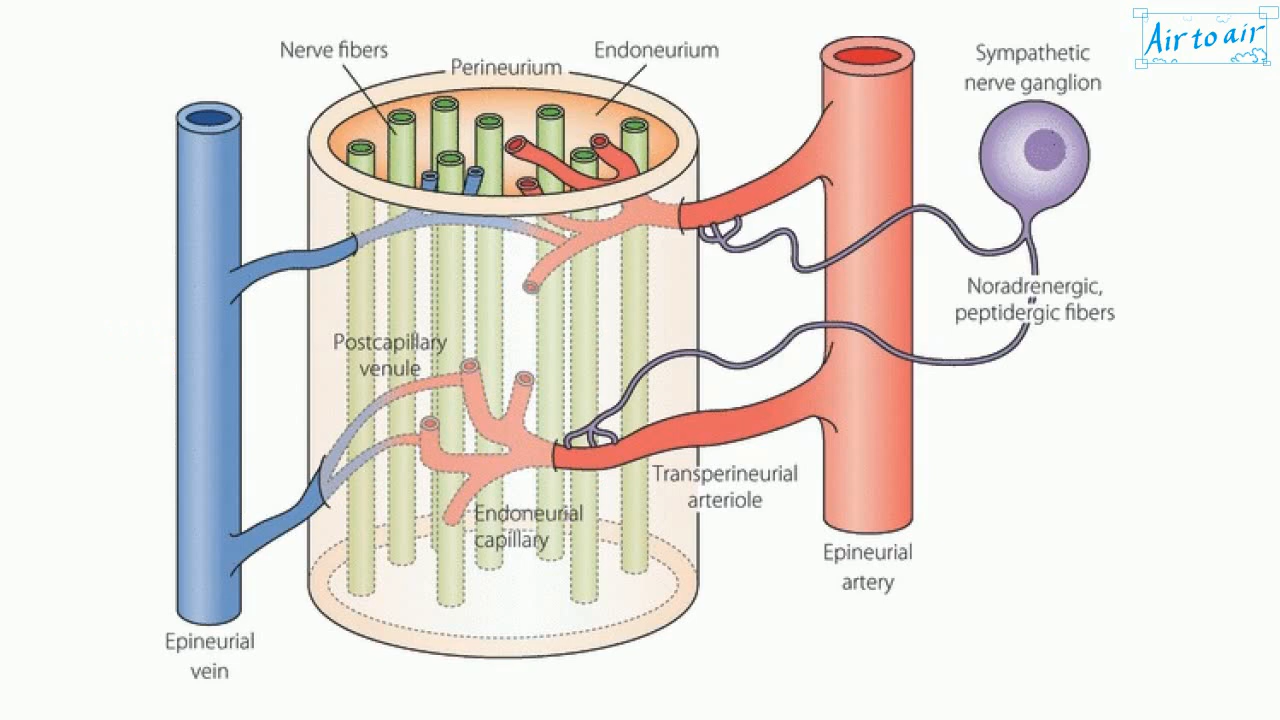 Air to air
Nerve fibers
Perineurium
Endoneurium
Sympathetic
nerve ganglion
Noradrenergic,
peptidergic fibers
Postcapillary
venule
Transperineurial
arteriole
Endoneurial
capillary
Epineurial
artery
Epineurial
vein